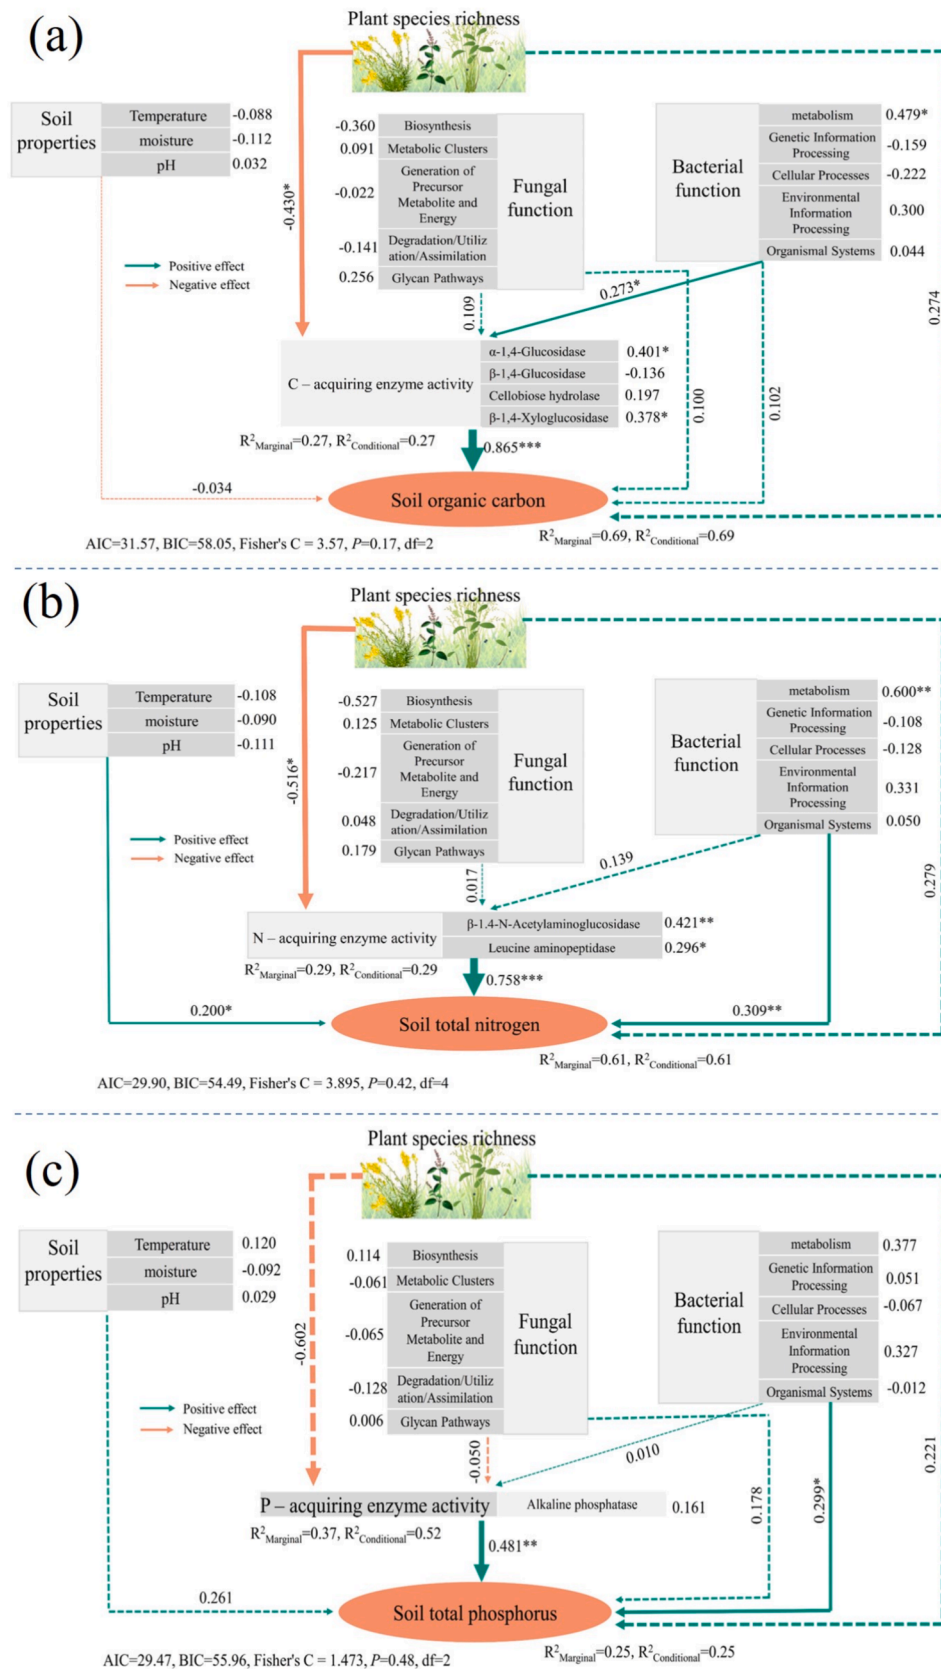 (a)
Plant species richness
Soil
properties
Temperature
-0.088
moisture
-0.112
pH
0.032
-0.430*
-0.360
Biosynthesis
0.091
Metabolic Clusters
-0.022
Generation of
Precursor
Metabolite and
Energy
-0.141
Degradation/Utiliz
ation/Assimilation
0.256
Glycan Pathways
Fungal
function
Bacterial
function
metabolism
0.479*
Genetic Information
Processing
-0.159
Cellular Processes
-0.222
Environmental
Information
Processing
0.300
Organismal Systems
0.044
Positive effect
Negative effect
0.109
0.273*
0.100
0.102
0.274
C – acquiring enzyme activity
α-1,4-Glucosidase
0.401*
β-1,4-Glucosidase
-0.136
Cellobiose hydrolase
0.197
β-1,4-Xyloglucosidase
0.378*
R²Marginal=0.27, R²Conditional=0.27
0.865***
-0.034
Soil organic carbon
R²Marginal=0.69, R²Conditional=0.69
AIC=31.57, BIC=58.05, Fisher's C = 3.57, P=0.17, df=2
(b)
Plant species richness
Soil
properties
Temperature
-0.108
moisture
-0.090
pH
-0.111
-0.516*
-0.527
Biosynthesis
0.125
Metabolic Clusters
-0.217
Generation of
Precursor
Metabolite and
Energy
0.048
Degradation/Utiliz
ation/Assimilation
0.179
Glycan Pathways
Fungal
function
Bacterial
function
metabolism
0.600**
Genetic Information
Processing
-0.108
Cellular Processes
-0.128
Environmental
Information
Processing
0.331
Organismal Systems
0.050
Positive effect
Negative effect
0.017
0.139
0.279
N – acquiring enzyme activity
β-1.4-N-Acetylaminoglucosidase
0.421**
Leucine aminopeptidase
0.296*
R²Marginal=0.29, R²Conditional=0.29
0.758***
0.200*
Soil total nitrogen
0.309**
R²Marginal=0.61, R²Conditional=0.61
AIC=29.90, BIC=54.49, Fisher's C = 3.895, P=0.42, df=4
(c)
Plant species richness
Soil
properties
Temperature
0.120
moisture
-0.092
pH
0.029
-0.602
0.114
Biosynthesis
-0.061
Metabolic Clusters
-0.065
Generation of
Precursor
Metabolite and
Energy
-0.128
Degradation/Utiliz
ation/Assimilation
0.006
Glycan Pathways
Fungal
function
Bacterial
function
metabolism
0.377
Genetic Information
Processing
0.051
Cellular Processes
-0.067
Environmental
Information
Processing
0.327
Organismal Systems
-0.012
Positive effect
Negative effect
-0.050
0.010
0.178
0.299*
0.221
P – acquiring enzyme activity
Alkaline phosphatase
0.161
R²Marginal=0.37, R²Conditional=0.52
0.481**
0.261
Soil total phosphorus
R²Marginal=0.25, R²Conditional=0.25
AIC=29.47, BIC=55.96, Fisher's C = 1.473, P=0.48, df=2